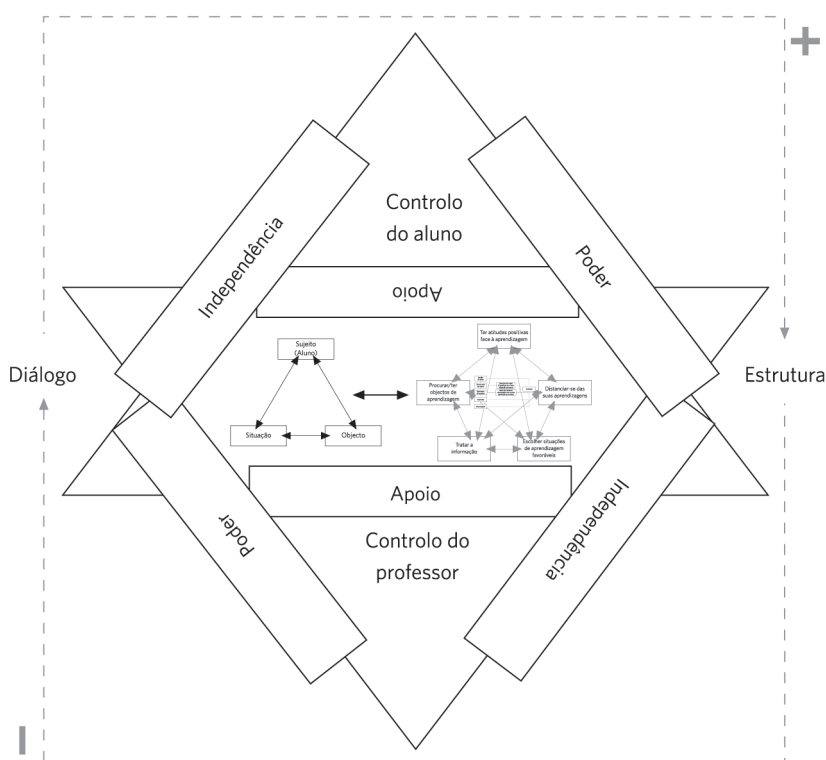 +
Controlo
do aluno
Independência
Poder
Apoio
Ter atitudes positivas
face à aprendizagem
Sujeito
(Aluno)
Diálogo
Estrutura
Procurar/ter
objectos de
aprendizagem
Distanciar-se das
suas aprendizagens
Situação
Objecto
Tratar a
informação
Escolher situações
de aprendizagem
favoráveis
Apoio
Poder
Independência
Controlo do
professor
–